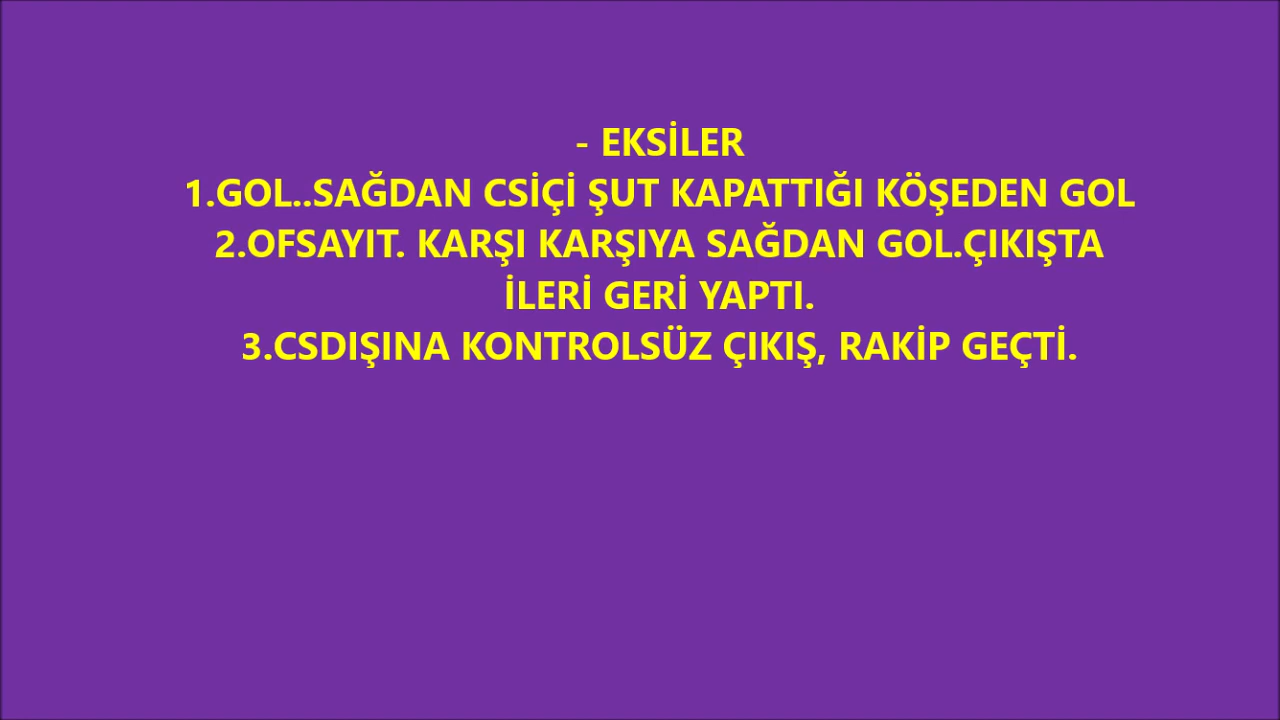 - EKSİLER
1.GOL..SAĞDAN CSİÇİ ŞUT KAPATTIĞI KÖŞEDEN GOL
2.OFSAYIT. KARŞI KARŞIYA SAĞDAN GOL.ÇIKIŞTA
İLERİ GERİ YAPTI.
3.CSDIŞINA KONTROLSÜZ ÇIKIŞ, RAKİP GEÇTİ.